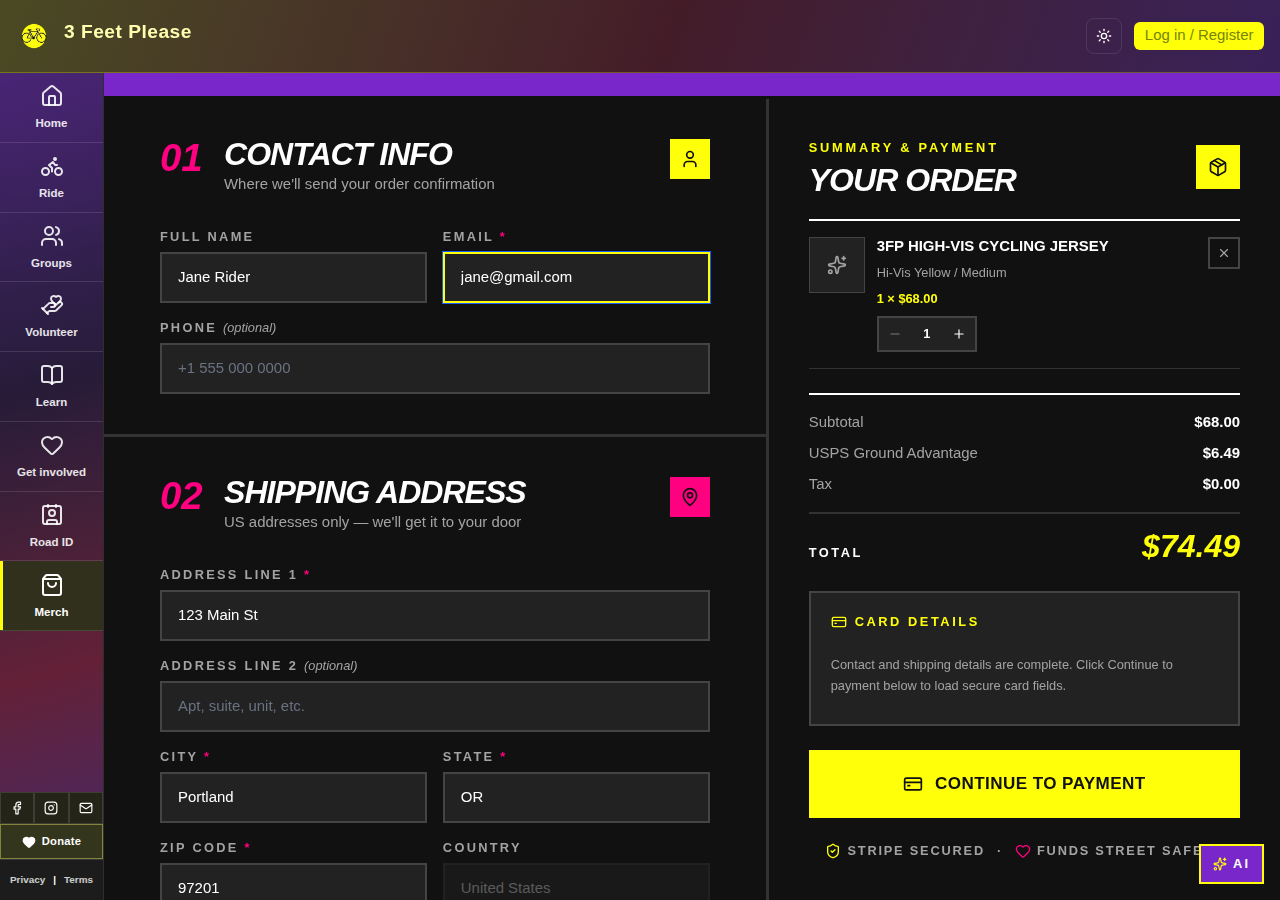 3 Feet Please
Log in / Register
Home
Ride
Groups
Volunteer
Learn
Get involved
Road ID
Merch
Donate
Privacy | Terms
01 CONTACT INFO
Where we'll send your order confirmation
FULL NAME
Jane Rider
EMAIL *
jane@gmail.com
PHONE (optional)
+1 555 000 0000
02 SHIPPING ADDRESS
US addresses only — we'll get it to your door
ADDRESS LINE 1 *
123 Main St
ADDRESS LINE 2 (optional)
Apt, suite, unit, etc.
CITY *
Portland
STATE *
OR
ZIP CODE *
97201
COUNTRY
United States
SUMMARY & PAYMENT
YOUR ORDER
3FP HIGH-VIS CYCLING JERSEY
Hi-Vis Yellow / Medium
1 × $68.00
− 1 +
Subtotal $68.00
USPS Ground Advantage $6.49
Tax $0.00
TOTAL $74.49
CARD DETAILS
Contact and shipping details are complete. Click Continue to
payment below to load secure card fields.
CONTINUE TO PAYMENT
STRIPE SECURED · FUNDS STREET SAFE
AI